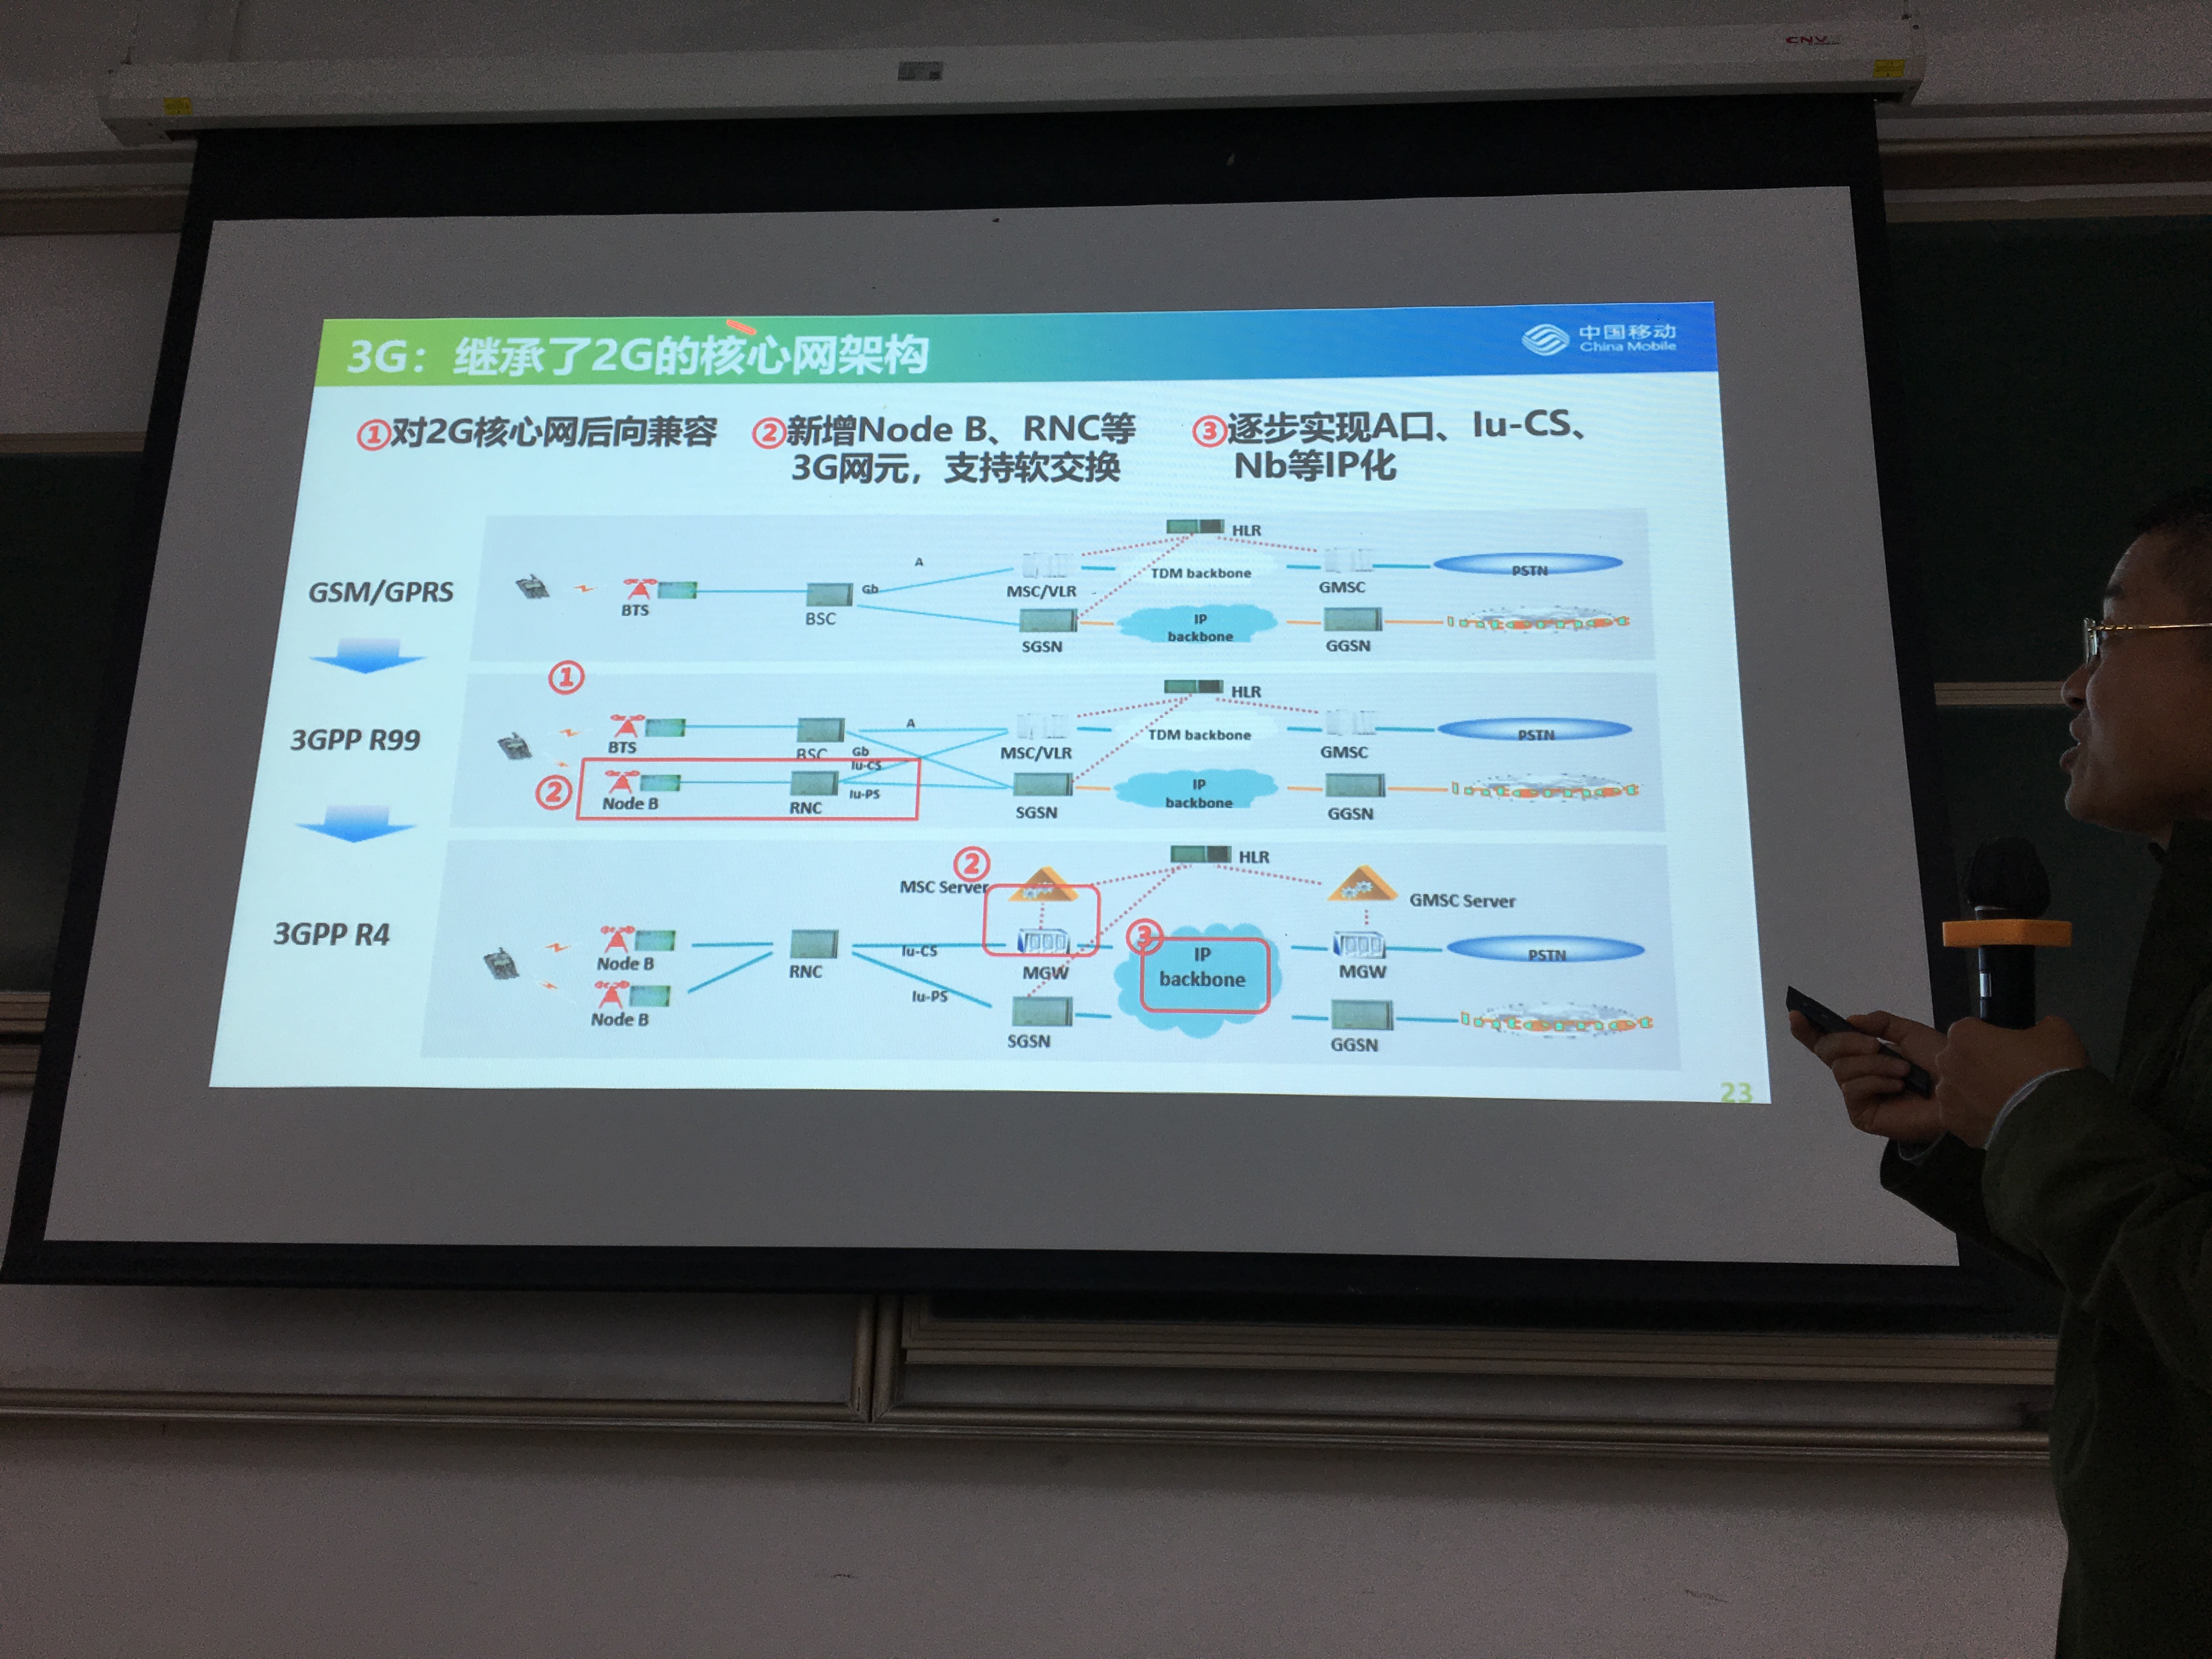 CNV
3G：继承了2G的核心网架构
中国移动
China Mobile
①对2G核心网后向兼容
②新增Node B、RNC等
3G网元，支持软交换
③逐步实现A口、Iu-CS、
Nb等IP化
GSM/GPRS
HLR
A
Gb
BTS
BSC
MSC/VLR
TDM backbone
GMSC
PSTN
SGSN
IP
backbone
GGSN
3GPP R99
①
HLR
BTS
BSC
A
Gb
Iu-CS
MSC/VLR
TDM backbone
GMSC
PSTN
②
Node B
RNC
Iu-PS
SGSN
IP
backbone
GGSN
3GPP R4
②
HLR
MSC Server
GMSC Server
Node B
RNC
Iu-CS
MGW
③
IP
backbone
MGW
PSTN
Node B
Iu-PS
SGSN
GGSN
23